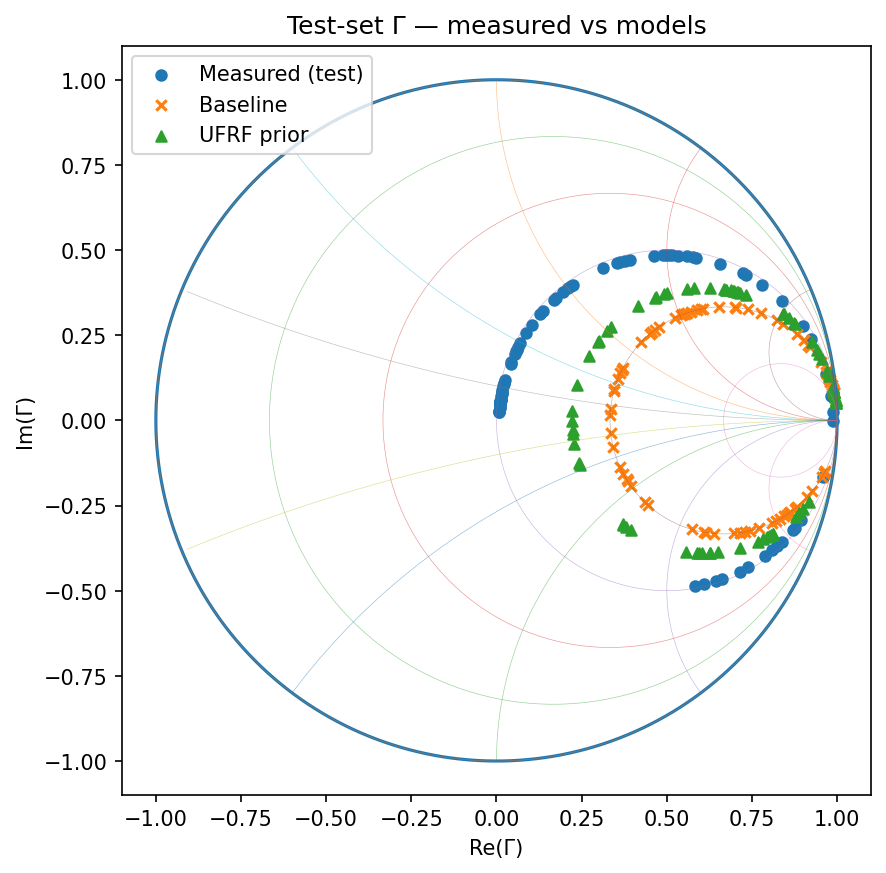 Test-set Γ — measured vs models
Measured (test)
Baseline
UFRF prior
1.00
0.75
0.50
0.25
0.00
−0.25
−0.50
−0.75
−1.00
Im(Γ)
−1.00 −0.75 −0.50 −0.25 0.00 0.25 0.50 0.75 1.00
Re(Γ)